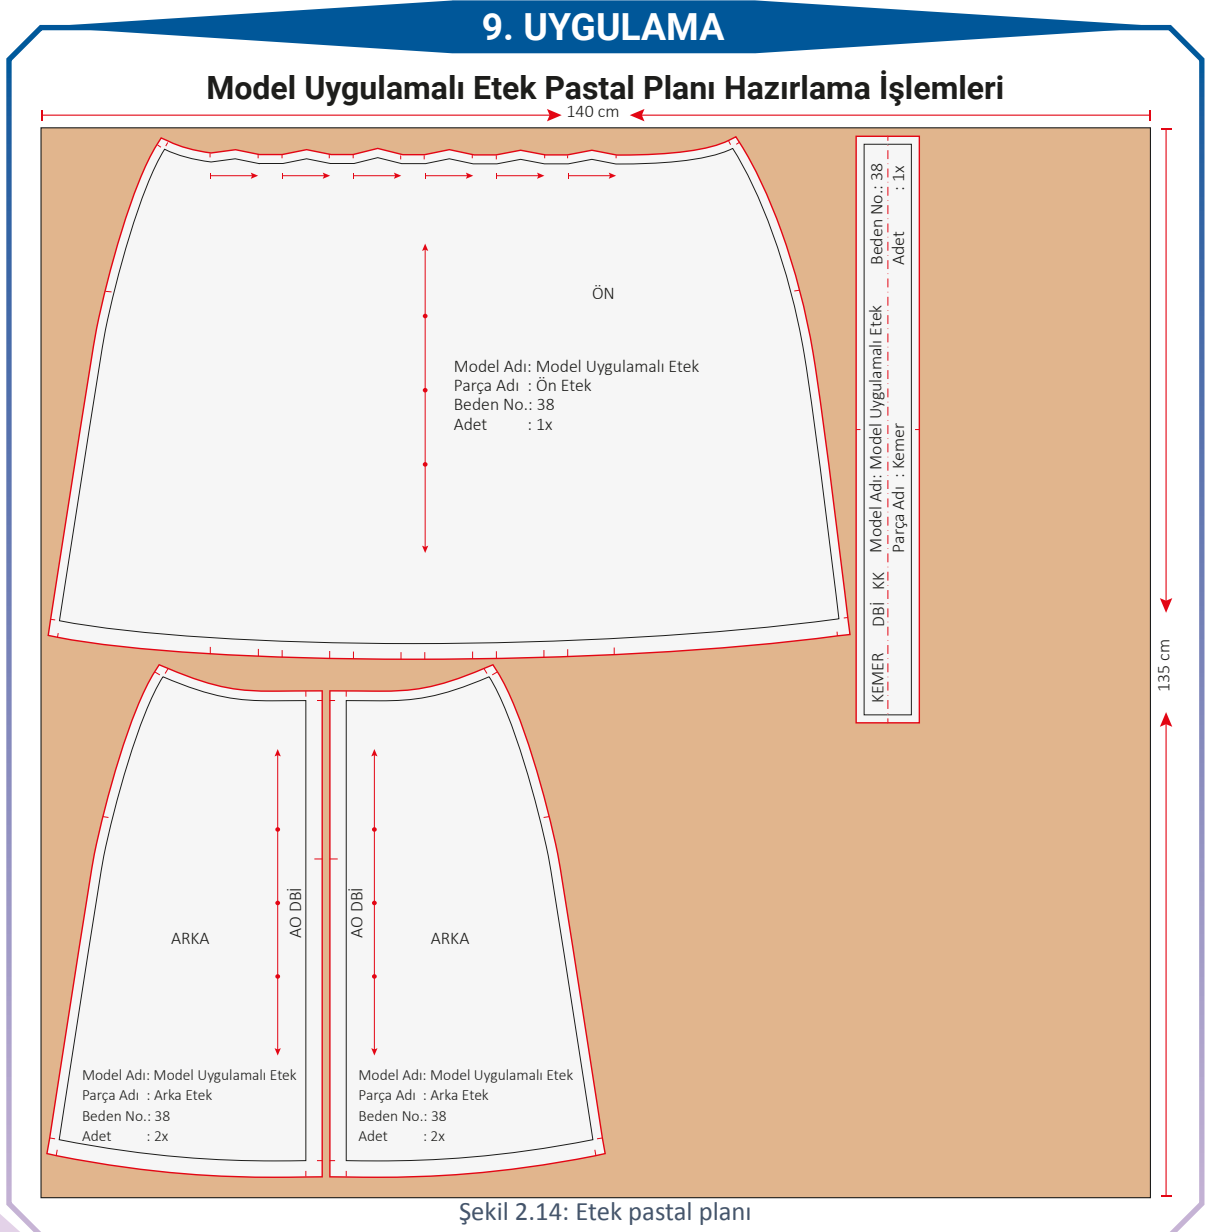 9. UYGULAMA
Model Uygulamalı Etek Pastal Planı Hazırlama İşlemleri
140 cm
ÖN
Model Adı: Model Uygulamalı Etek
Parça Adı : Ön Etek
Beden No.: 38
Adet : 1x
KEMER DBİ KK Model Adı: Model Uygulamalı Etek Beden No.: 38
Parça Adı : Kemer Adet : 1x
135 cm
AO DBİ
ARKA
Model Adı: Model Uygulamalı Etek
Parça Adı : Arka Etek
Beden No.: 38
Adet : 2x
AO DBİ
ARKA
Model Adı: Model Uygulamalı Etek
Parça Adı : Arka Etek
Beden No.: 38
Adet : 2x
Şekil 2.14: Etek pastal planı